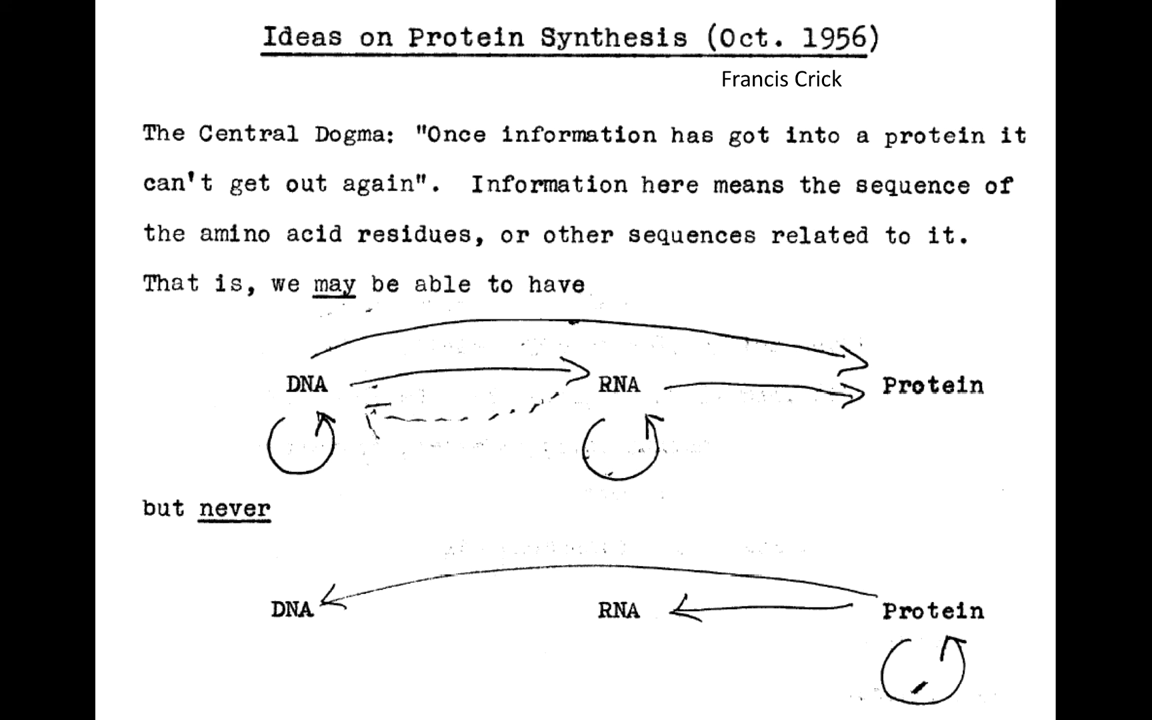 Ideas on Protein Synthesis (Oct. 1956)
Francis Crick
The Central Dogma: "Once information has got into a protein it
can't get out again". Information here means the sequence of
the amino acid residues, or other sequences related to it.
That is, we may be able to have
DNA RNA Protein
but never
DNA RNA Protein